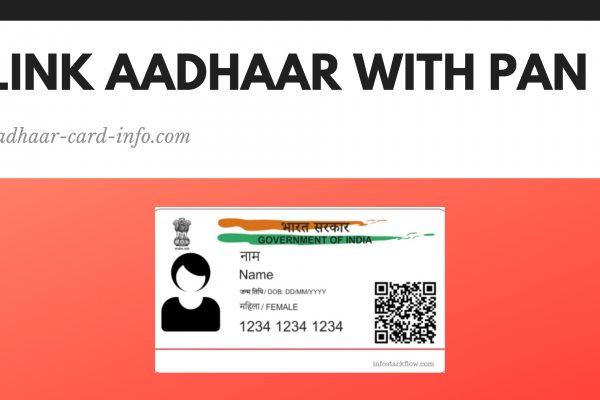 LINK AADHAAR WITH PAN
adhaar-card-info.com
भारत सरकार
GOVERNMENT OF INDIA
नाम
Name
जन्म तिथि / DOB: DD/MM/YYYY
महिला / FEMALE
1234 1234 1234
infostackflow.com